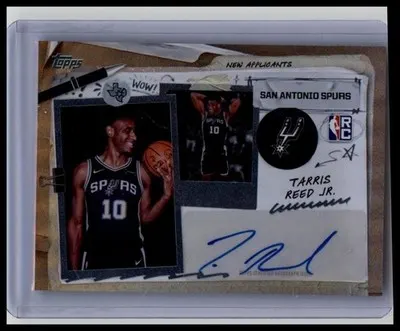 Topps
NEW APPLICANTS
WOW!
SAN ANTONIO SPURS
10
RC
SPURS
10
TARRIS
REED JR.